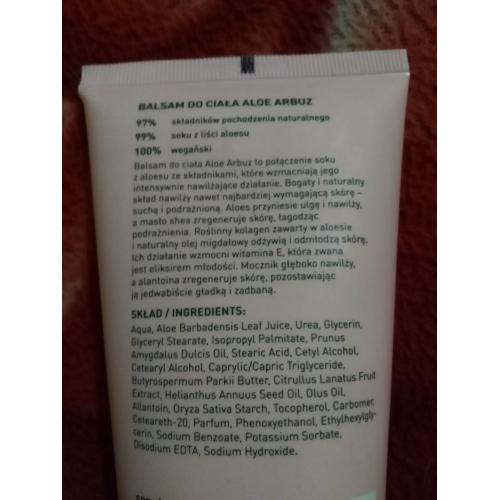 BALSAM DO CIAŁA ALOE ARBUZ
97% składników pochodzenia naturalnego
99% soku z liści aloesu
100% wegański
Balsam do ciała Aloe Arbuz to połączenie soku
z aloesu ze składnikami, które wzmacniają jego
intensywnie nawilżające działanie. Bogaty i naturalny
skład nawilży nawet najbardziej wymagającą skórę –
suchą i podrażnioną. Aloes przyniesie ulgę i nawilży,
a masło shea zregeneruje skórę, łagodząc
podrażnienia. Roślinny kolagen zawarty w aloesie
i naturalny olej migdałowy odżywią i odmłodzą skórę.
Ich działanie wzmocni witamina E, która zwana
jest eliksirem młodości. Mocznik głęboko nawilży,
a alantoina zregeneruje skórę, pozostawiając
ją jedwabiście gładką i zadbaną.
SKŁAD / INGREDIENTS:
Aqua, Aloe Barbadensis Leaf Juice, Urea, Glycerin,
Glyceryl Stearate, Isopropyl Palmitate, Prunus
Amygdalus Dulcis Oil, Stearic Acid, Cetyl Alcohol,
Cetearyl Alcohol, Caprylic/Capric Triglyceride,
Butyrospermum Parkii Butter, Citrullus Lanatus Fruit
Extract, Helianthus Annuus Seed Oil, Olus Oil,
Allantoin, Oryza Sativa Starch, Tocopherol, Carbomer,
Ceteareth-20, Parfum, Phenoxyethanol, Ethylhexylgly-
cerin, Sodium Benzoate, Potassium Sorbate,
Disodium EDTA, Sodium Hydroxide.